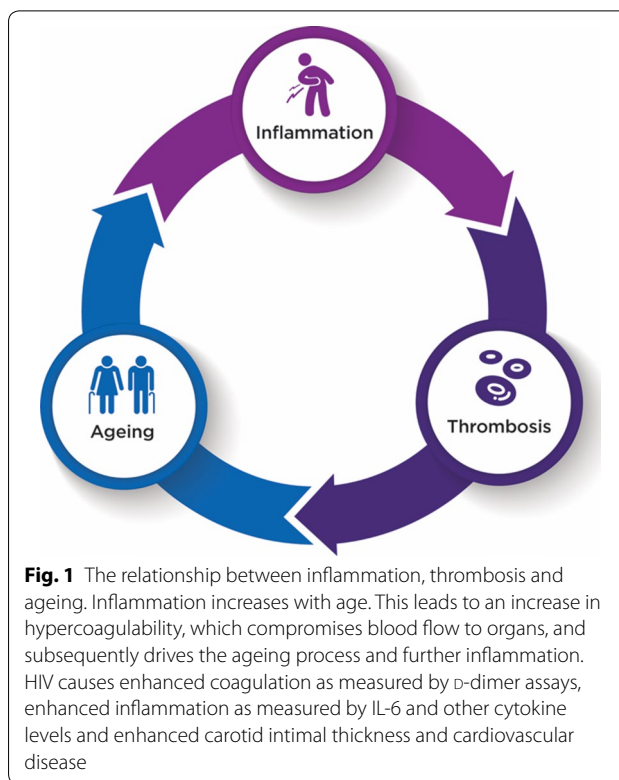 Inflammation
Ageing
Thrombosis
Fig. 1 The relationship between inflammation, thrombosis and
ageing. Inflammation increases with age. This leads to an increase in
hypercoagulability, which compromises blood flow to organs, and
subsequently drives the ageing process and further inflammation.
HIV causes enhanced coagulation as measured by D-dimer assays,
enhanced inflammation as measured by IL-6 and other cytokine
levels and enhanced carotid intimal thickness and cardiovascular
disease